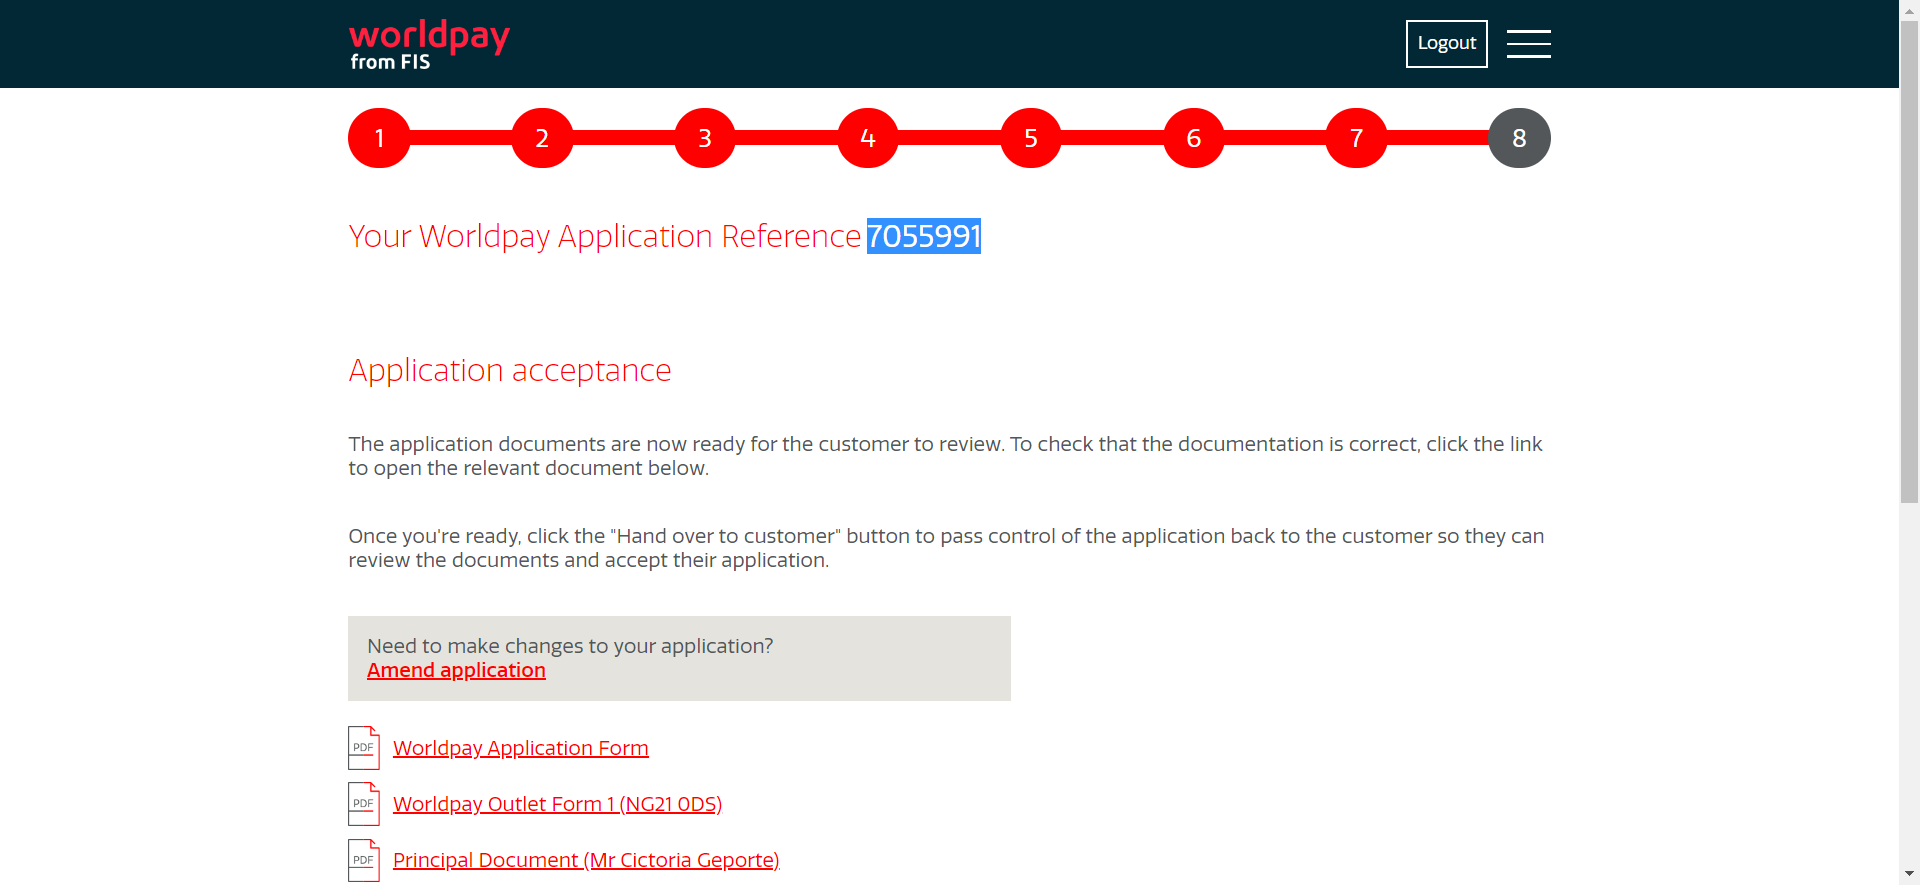 worldpay
from FIS
Logout
1 2 3 4 5 6 7 8
Your Worldpay Application Reference 7055991
Application acceptance
The application documents are now ready for the customer to review. To check that the documentation is correct, click the link
to open the relevant document below.
Once you're ready, click the "Hand over to customer" button to pass control of the application back to the customer so they can
review the documents and accept their application.
Need to make changes to your application?
Amend application
PDF Worldpay Application Form
PDF Worldpay Outlet Form 1 (NG21 0DS)
PDF Principal Document (Mr Cictoria Geporte)